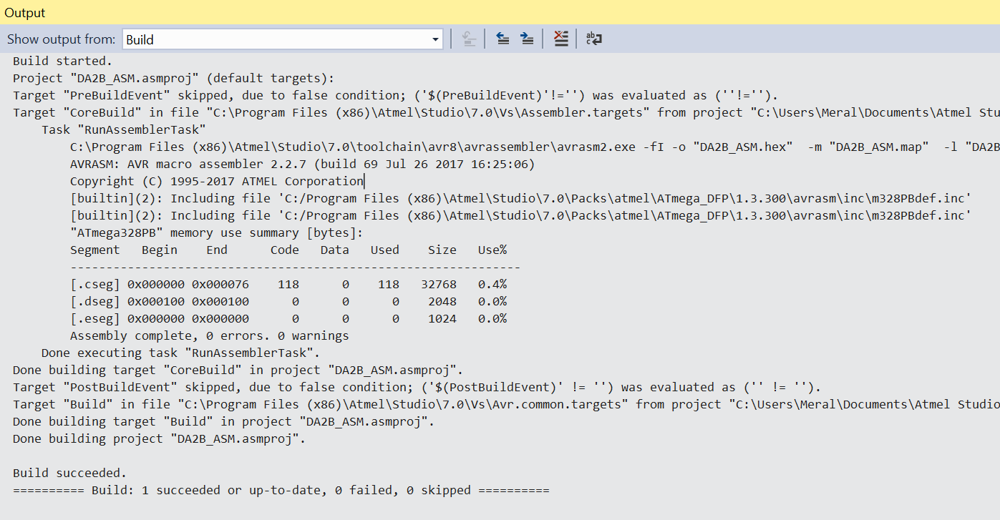 Output
Show output from: Build
Build started.
Project "DA2B_ASM.asmproj" (default targets):
Target "PreBuildEvent" skipped, due to false condition; ('$(PreBuildEvent)'!='') was evaluated as (''!='').
Target "CoreBuild" in file "C:\Program Files (x86)\Atmel\Studio\7.0\Vs\Assembler.targets" from project "C:\Users\Meral\Documents\Atmel Stu
Task "RunAssemblerTask"
C:\Program Files (x86)\Atmel\Studio\7.0\toolchain\avr8\avrassembler\avrasm2.exe -fI -o "DA2B_ASM.hex"  -m "DA2B_ASM.map"  -l "DA2B
AVRASM: AVR macro assembler 2.2.7 (build 69 Jul 26 2017 16:25:06)
Copyright (C) 1995-2017 ATMEL Corporation
[builtin](2): Including file 'C:/Program Files (x86)\Atmel\Studio\7.0\Packs\atmel\ATmega_DFP\1.3.300\avrasm\inc\m328PBdef.inc'
[builtin](2): Including file 'C:/Program Files (x86)\Atmel\Studio\7.0\Packs\atmel\ATmega_DFP\1.3.300\avrasm\inc\m328PBdef.inc'
"ATmega328PB" memory use summary [bytes]:
Segment   Begin    End      Code   Data   Used    Size   Use%
---------------------------------------------------------------
[.cseg] 0x000000 0x000076    118      0    118   32768   0.4%
[.dseg] 0x000100 0x000100      0      0      0    2048   0.0%
[.eseg] 0x000000 0x000000      0      0      0    1024   0.0%
Assembly complete, 0 errors. 0 warnings
Done executing task "RunAssemblerTask".
Done building target "CoreBuild" in project "DA2B_ASM.asmproj".
Target "PostBuildEvent" skipped, due to false condition; ('$(PostBuildEvent)' != '') was evaluated as ('' != '').
Target "Build" in file "C:\Program Files (x86)\Atmel\Studio\7.0\Vs\Avr.common.targets" from project "C:\Users\Meral\Documents\Atmel Studio
Done building target "Build" in project "DA2B_ASM.asmproj".
Done building project "DA2B_ASM.asmproj".
Build succeeded.
========== Build: 1 succeeded or up-to-date, 0 failed, 0 skipped ==========